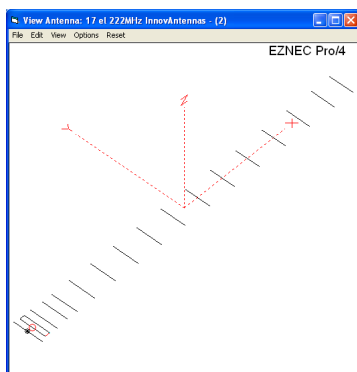 View Antenna: 17 el 222MHz InnovAntennas - (2)
File Edit View Options Reset
EZNEC Pro/4
Z
Y
X